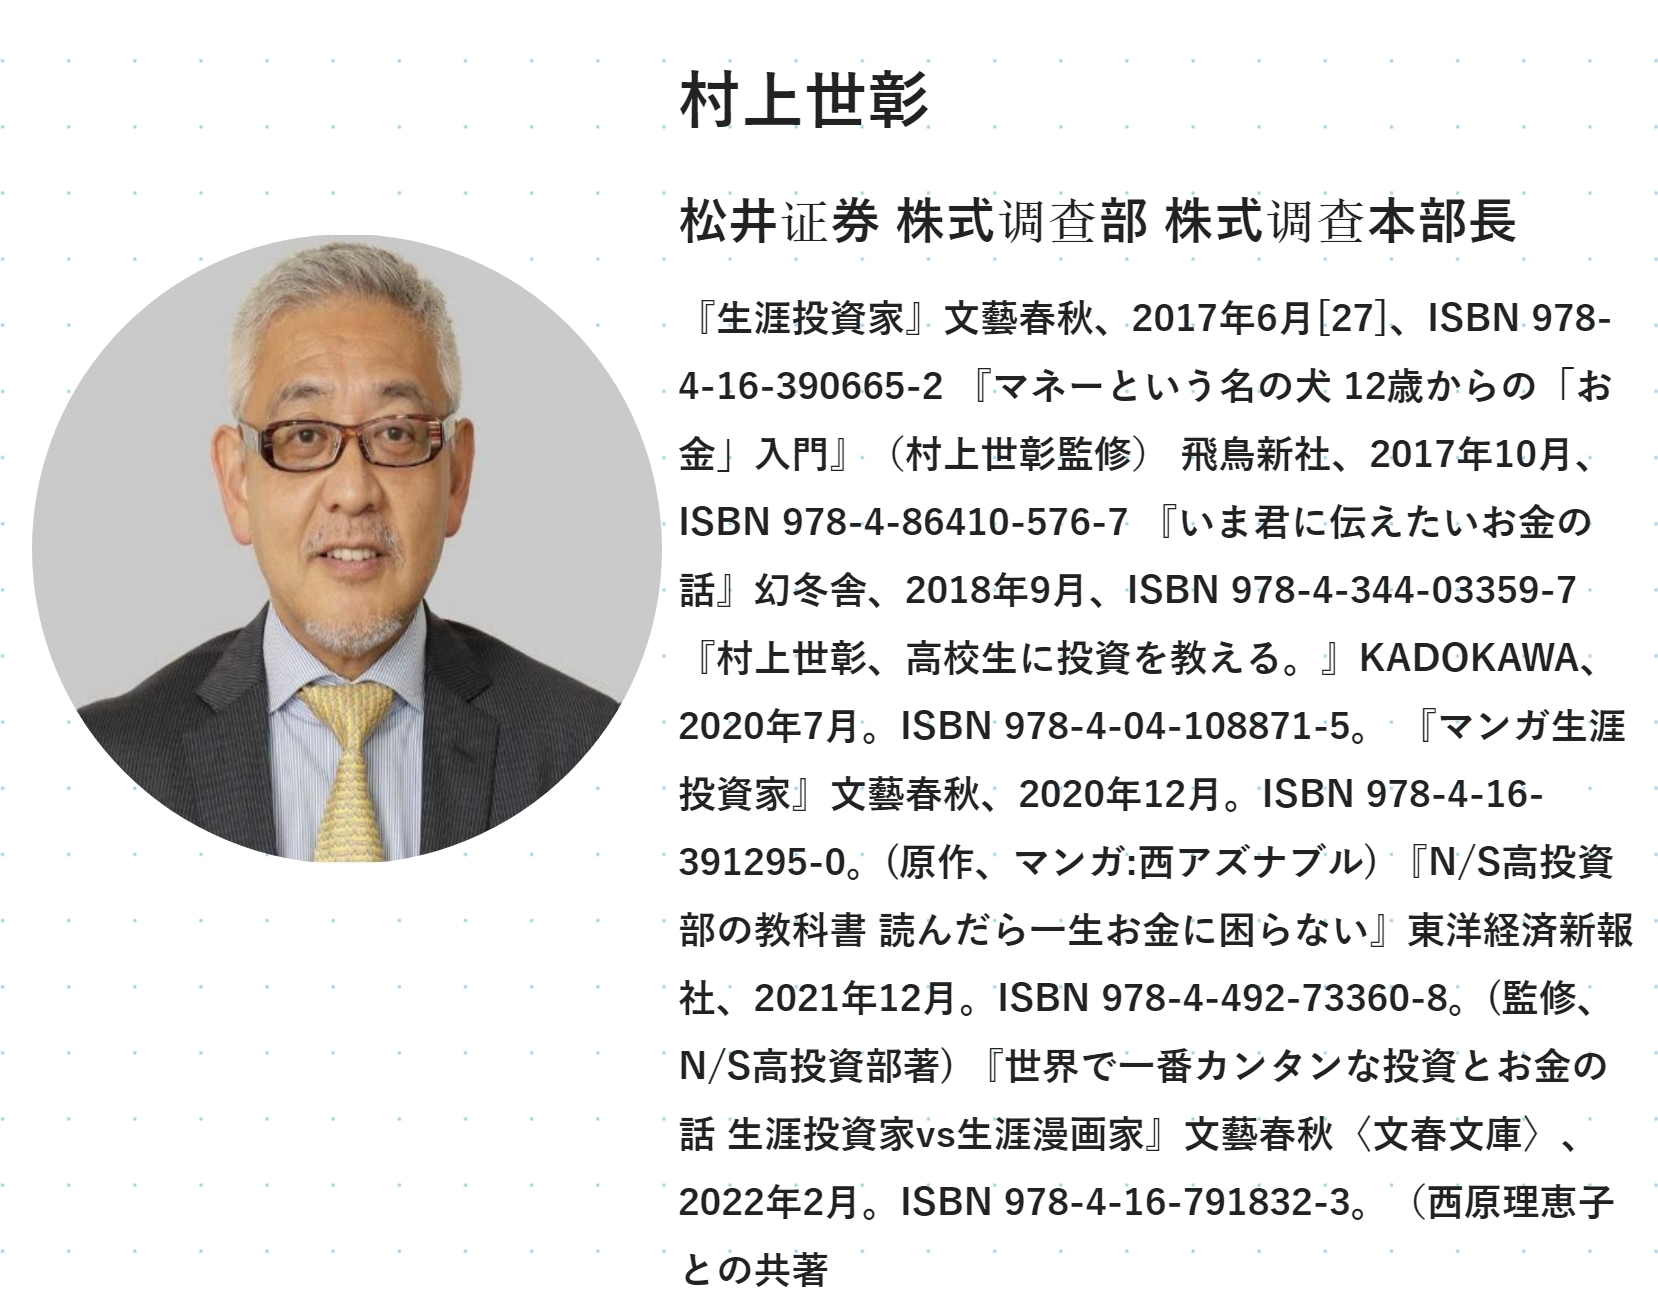 村上世彰
松井证券 株式调查部 株式调查本部長
『生涯投資家』文藝春秋、2017年6月[27]、ISBN 978-
4-16-390665-2 『マネーという名の犬 12歳からの「お
金」入門』（村上世彰監修） 飛鳥新社、2017年10月、
ISBN 978-4-86410-576-7 『いま君に伝えたいお金の
話』幻冬舎、2018年9月、ISBN 978-4-344-03359-7
『村上世彰、高校生に投資を教える。』KADOKAWA、
2020年7月。ISBN 978-4-04-108871-5。 『マンガ生涯
投資家』文藝春秋、2020年12月。ISBN 978-4-16-
391295-0。（原作、マンガ:西アズナブル）『N/S高投資
部の教科書 読んだら一生お金に困らない』東洋経済新報
社、2021年12月。ISBN 978-4-492-73360-8。（監修、
N/S高投資部著）『世界で一番カンタンな投資とお金の
話 生涯投資家vs生涯漫画家』文藝春秋〈文春文庫〉、
2022年2月。ISBN 978-4-16-791832-3。（西原理恵子
との共著